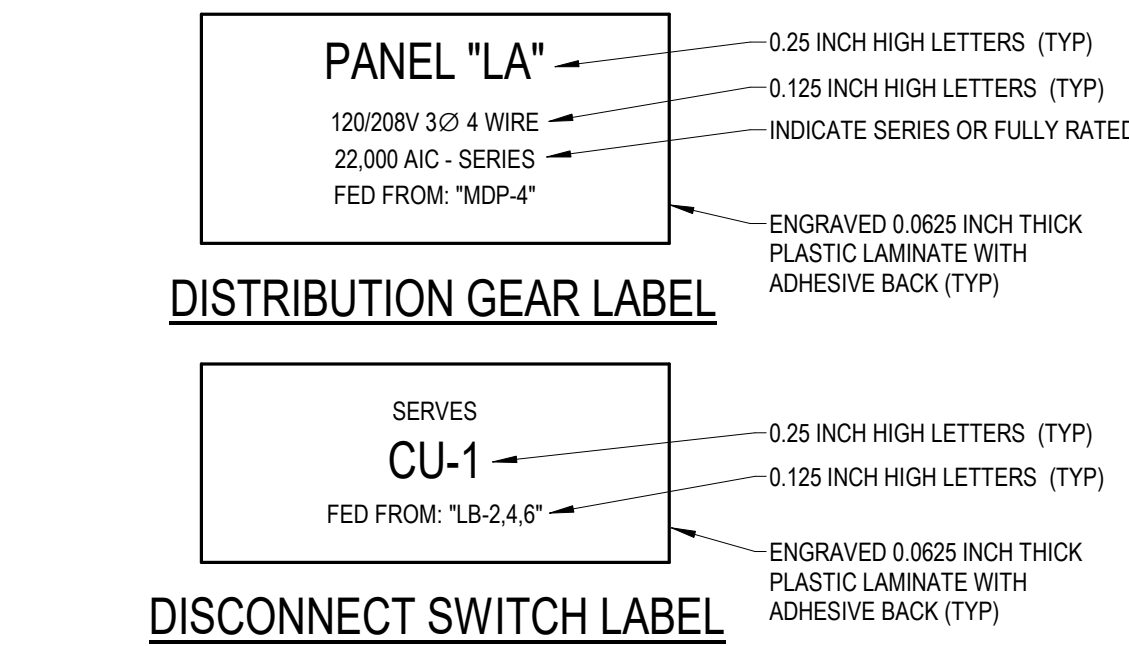 PANEL "LA"
120/208V 3Ø 4 WIRE
22,000 AIC - SERIES
FED FROM: "MDP-4"
0.25 INCH HIGH LETTERS (TYP)
0.125 INCH HIGH LETTERS (TYP)
INDICATE SERIES OR FULLY RATED
ENGRAVED 0.0625 INCH THICK
PLASTIC LAMINATE WITH
ADHESIVE BACK (TYP)
DISTRIBUTION GEAR LABEL
SERVES
CU-1
FED FROM: "LB-2,4,6"
0.25 INCH HIGH LETTERS (TYP)
0.125 INCH HIGH LETTERS (TYP)
ENGRAVED 0.0625 INCH THICK
PLASTIC LAMINATE WITH
ADHESIVE BACK (TYP)
DISCONNECT SWITCH LABEL